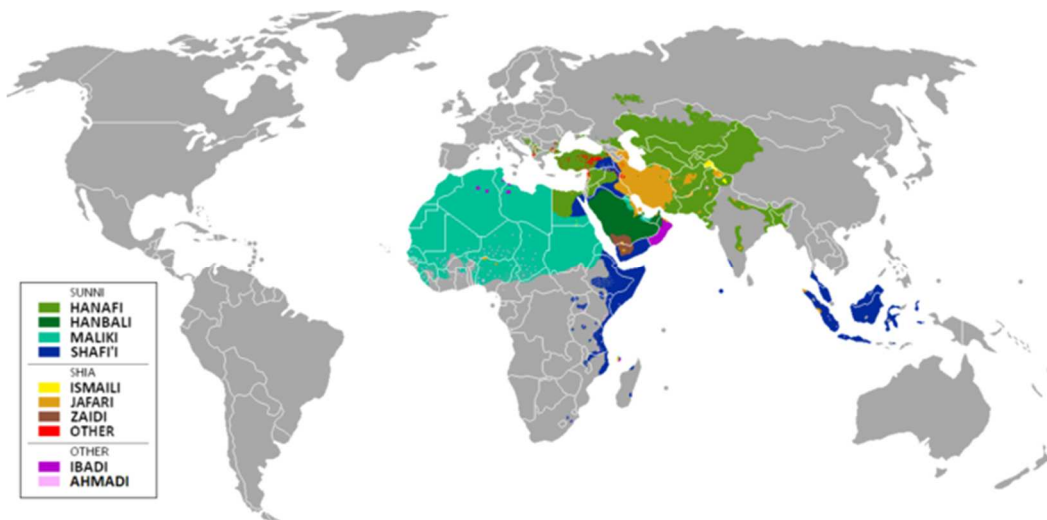 SUNNI
HANAFI
HANBALI
MALIKI
SHAFI'I
SHIA
ISMAILI
JAFARI
ZAIDI
OTHER
OTHER
IBADI
AHMADI